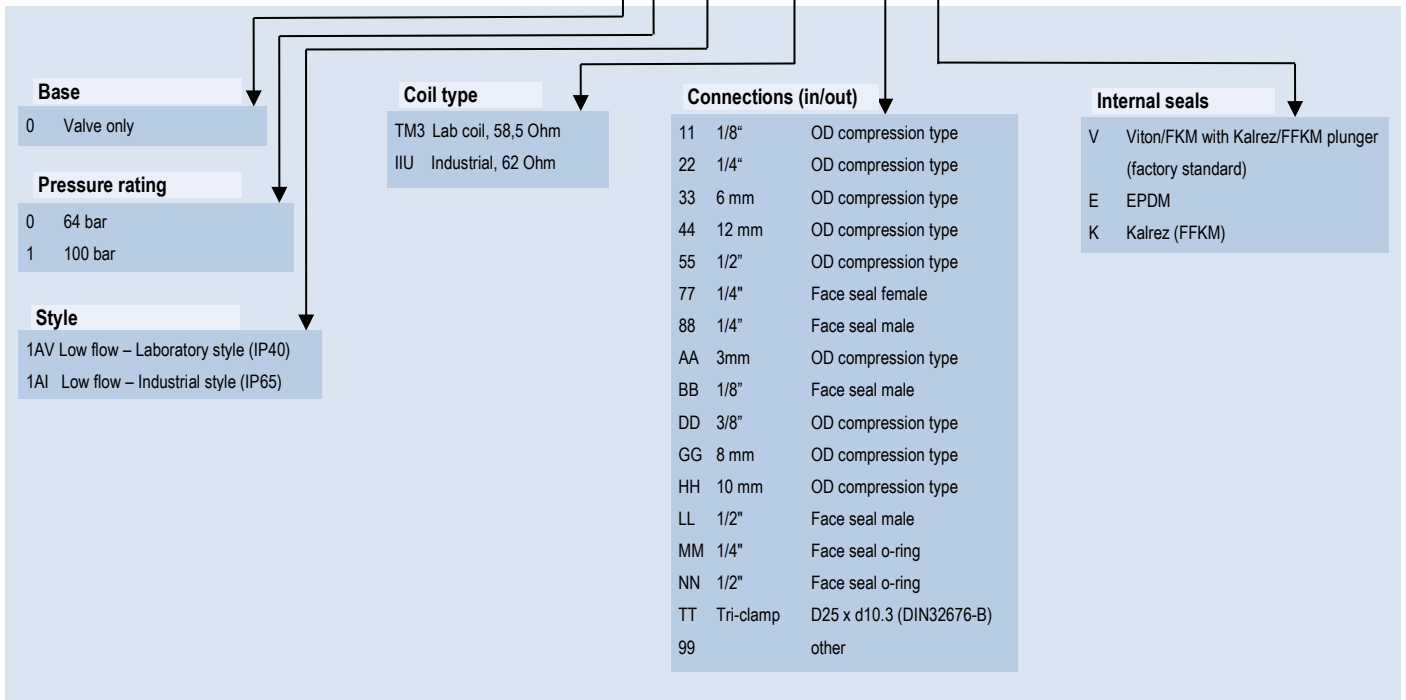 Base
0 Valve only
Pressure rating
0 64 bar
1 100 bar
Style
1AV Low flow – Laboratory style (IP40)
1AI Low flow – Industrial style (IP65)
Coil type
TM3 Lab coil, 58,5 Ohm
IIU Industrial, 62 Ohm
Connections (in/out)
11 1/8“ OD compression type
22 1/4“ OD compression type
33 6 mm OD compression type
44 12 mm OD compression type
55 1/2” OD compression type
77 1/4" Face seal female
88 1/4” Face seal male
AA 3mm OD compression type
BB 1/8” Face seal male
DD 3/8” OD compression type
GG 8 mm OD compression type
HH 10 mm OD compression type
LL 1/2" Face seal male
MM 1/4" Face seal o-ring
NN 1/2" Face seal o-ring
TT Tri-clamp D25 x d10.3 (DIN32676-B)
99 other
Internal seals
V Viton/FKM with Kalrez/FFKM plunger
(factory standard)
E EPDM
K Kalrez (FFKM)